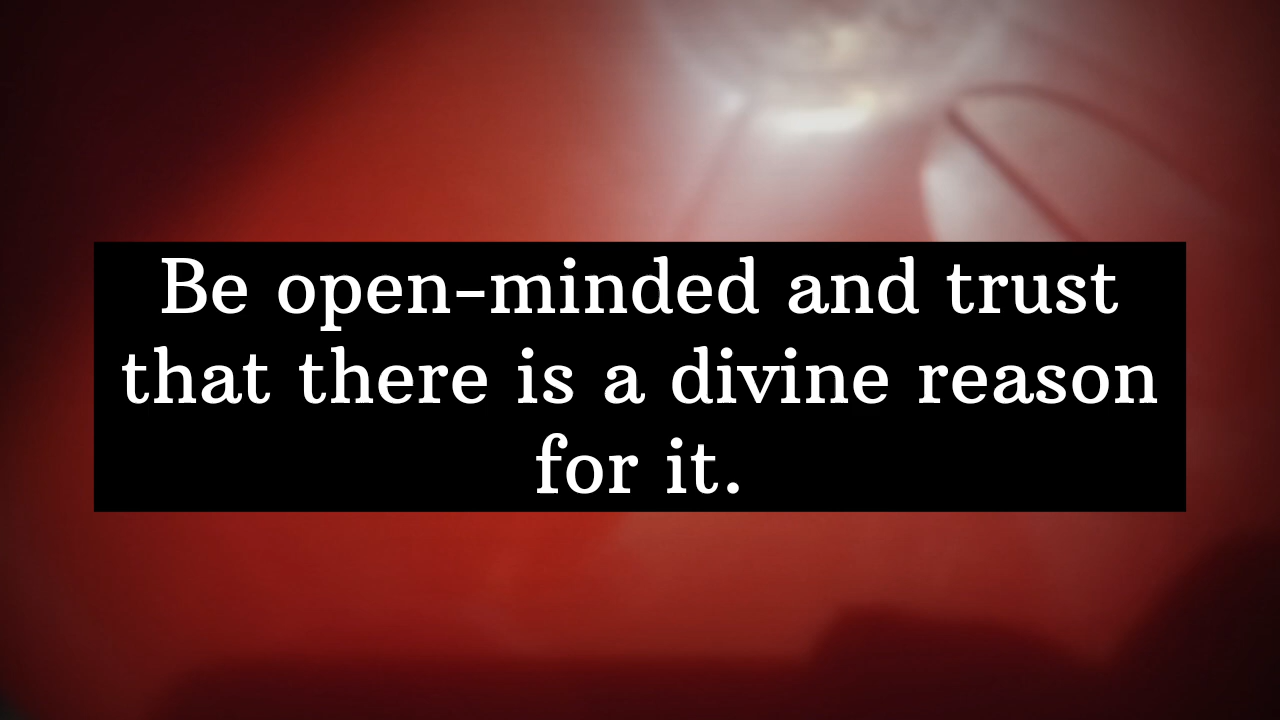 Be open-minded and trust
that there is a divine reason
for it.